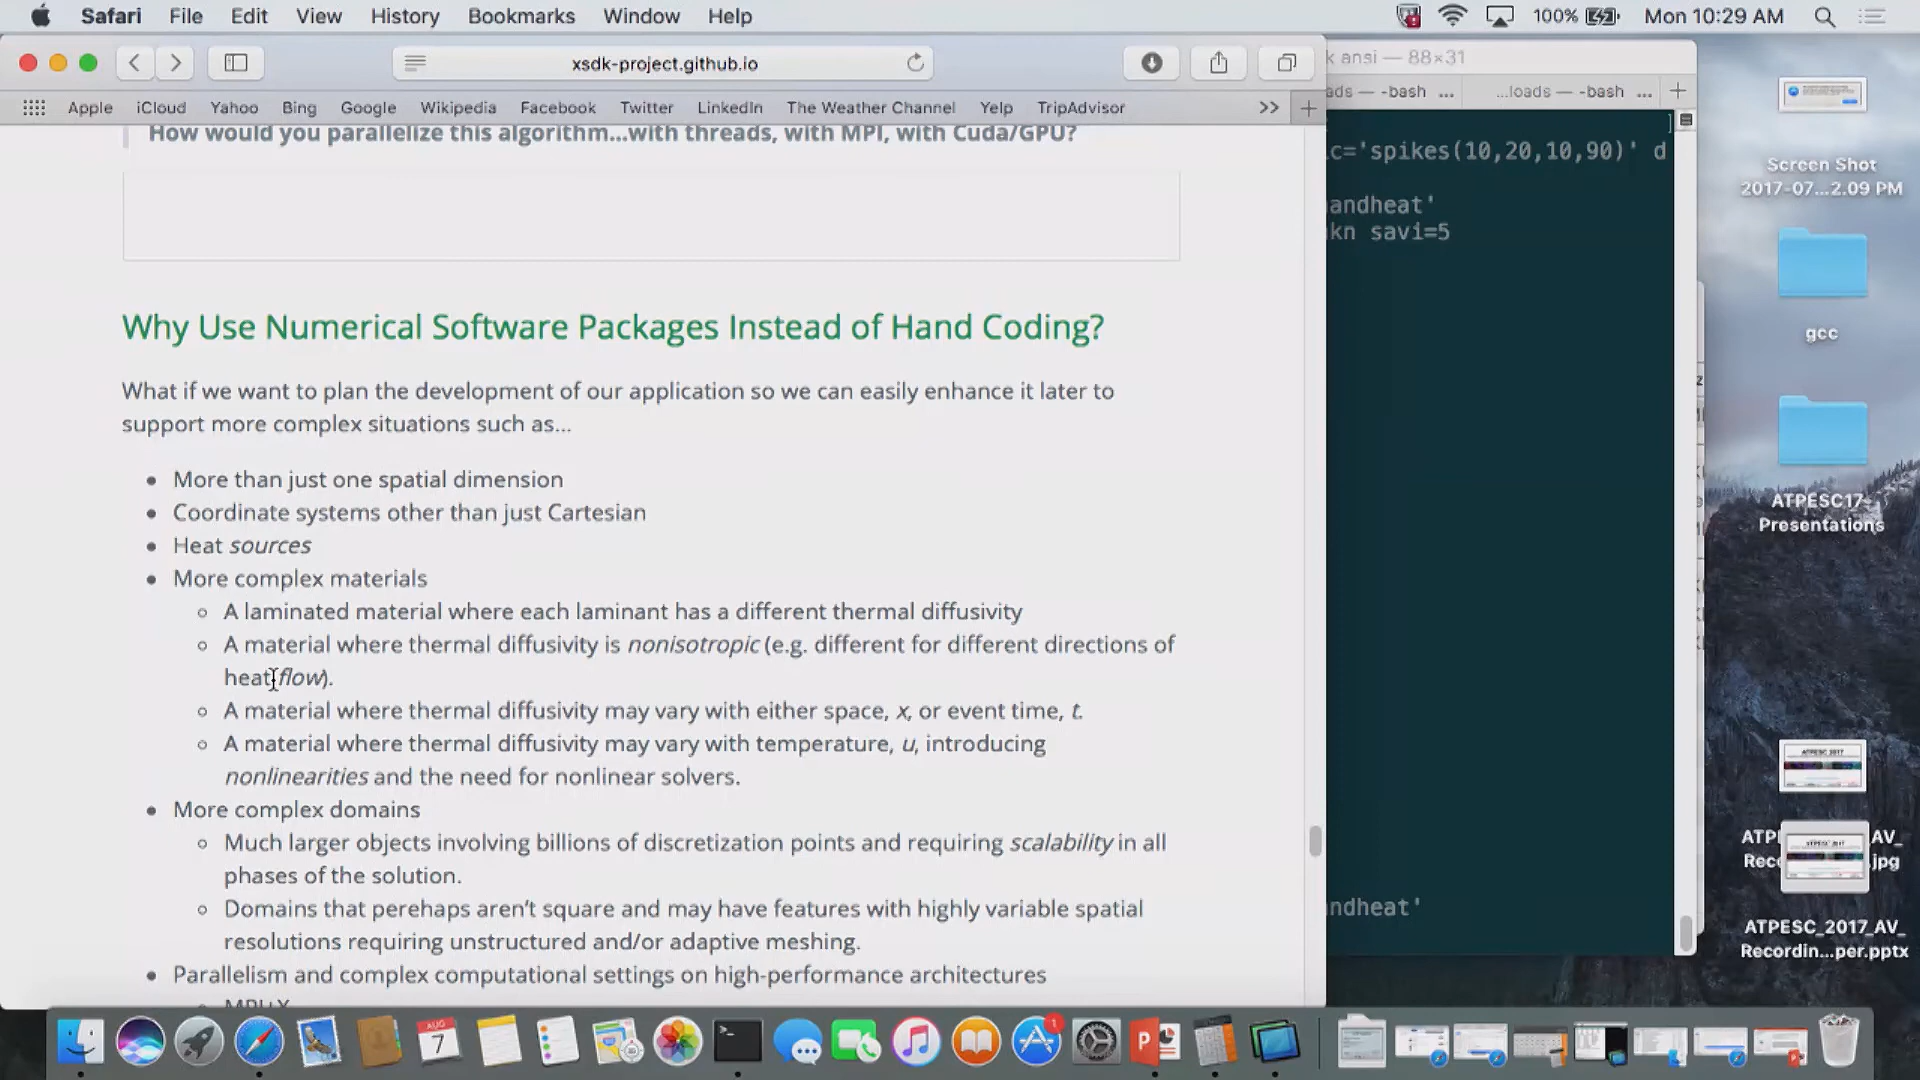 Safari File Edit View History Bookmarks Window Help 100% Mon 10:29 AM
xsdk-project.github.io
k ansi — 88×31
Apple iCloud Yahoo Bing Google Wikipedia Facebook Twitter LinkedIn The Weather Channel Yelp TripAdvisor >>
ads — -bash ... ...loads — -bash ...
How would you parallelize this algorithm...with threads, with MPI, with Cuda/GPU?
ic='spikes(10,20,10,90)' d
andheat'
kn savi=5
Why Use Numerical Software Packages Instead of Hand Coding?
What if we want to plan the development of our application so we can easily enhance it later to
support more complex situations such as...
• More than just one spatial dimension
• Coordinate systems other than just Cartesian
• Heat sources
• More complex materials
◦ A laminated material where each laminant has a different thermal diffusivity
◦ A material where thermal diffusivity is nonisotropic (e.g. different for different directions of
heat flow).
◦ A material where thermal diffusivity may vary with either space, x, or event time, t.
◦ A material where thermal diffusivity may vary with temperature, u, introducing
nonlinearities and the need for nonlinear solvers.
• More complex domains
◦ Much larger objects involving billions of discretization points and requiring scalability in all
phases of the solution.
◦ Domains that perehaps aren't square and may have features with highly variable spatial
resolutions requiring unstructured and/or adaptive meshing.
• Parallelism and complex computational settings on high-performance architectures
andheat'
Screen Shot
2017-07...2.09 PM
gcc
ATPESC17-
Presentations
ATPESC_2017_AV_
Recordin...per.pptx
AV_
.jpg
AUG
7
1